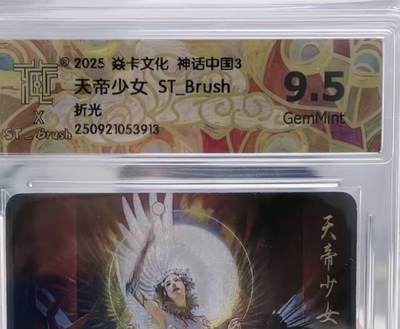 ® 2025 焱卡文化 神话中国3
天帝少女 ST_Brush
折光
250921053913
X
ST_Brush
9.5
GemMint
天帝少女